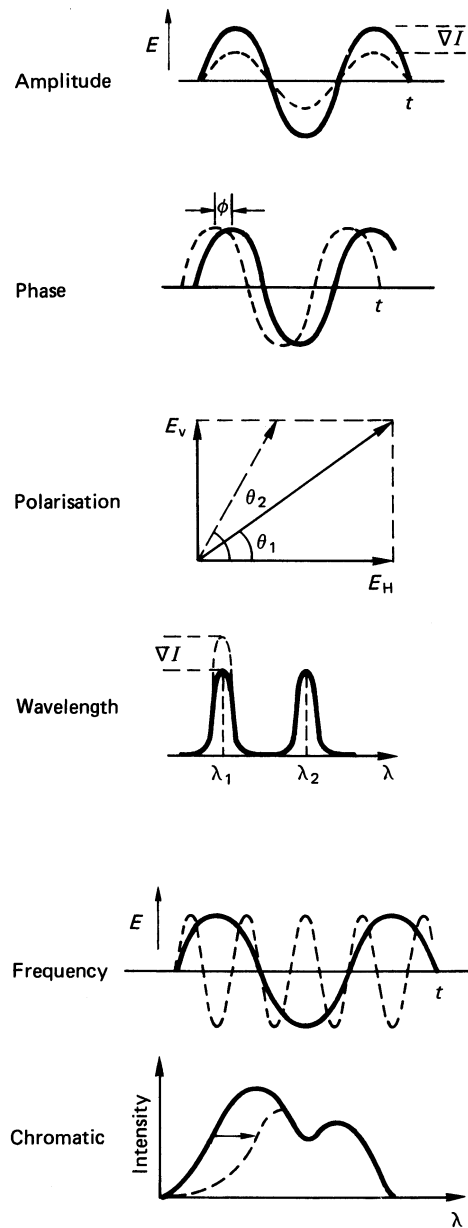 E
∇I
Amplitude
t
ϕ
Phase
t
E_v
Polarisation
θ_2
θ_1
E_H
∇I
Wavelength
λ_1
λ_2
λ
E
Frequency
t
Intensity
Chromatic
λ